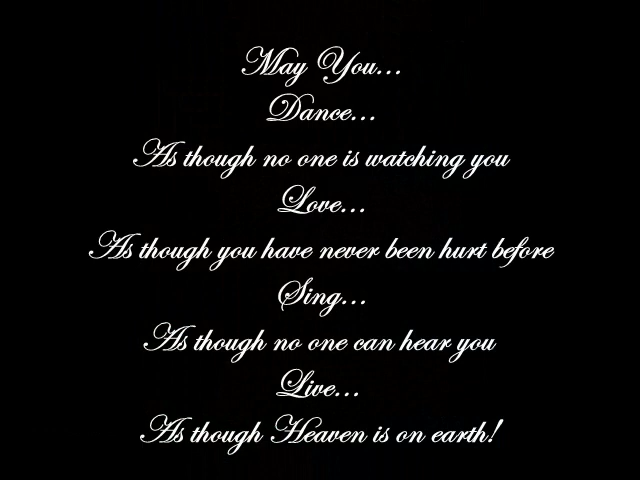 May You...
Dance...
As though no one is watching you
Love...
As though you have never been hurt before
Sing...
As though no one can hear you
Live...
As though Heaven is on earth!